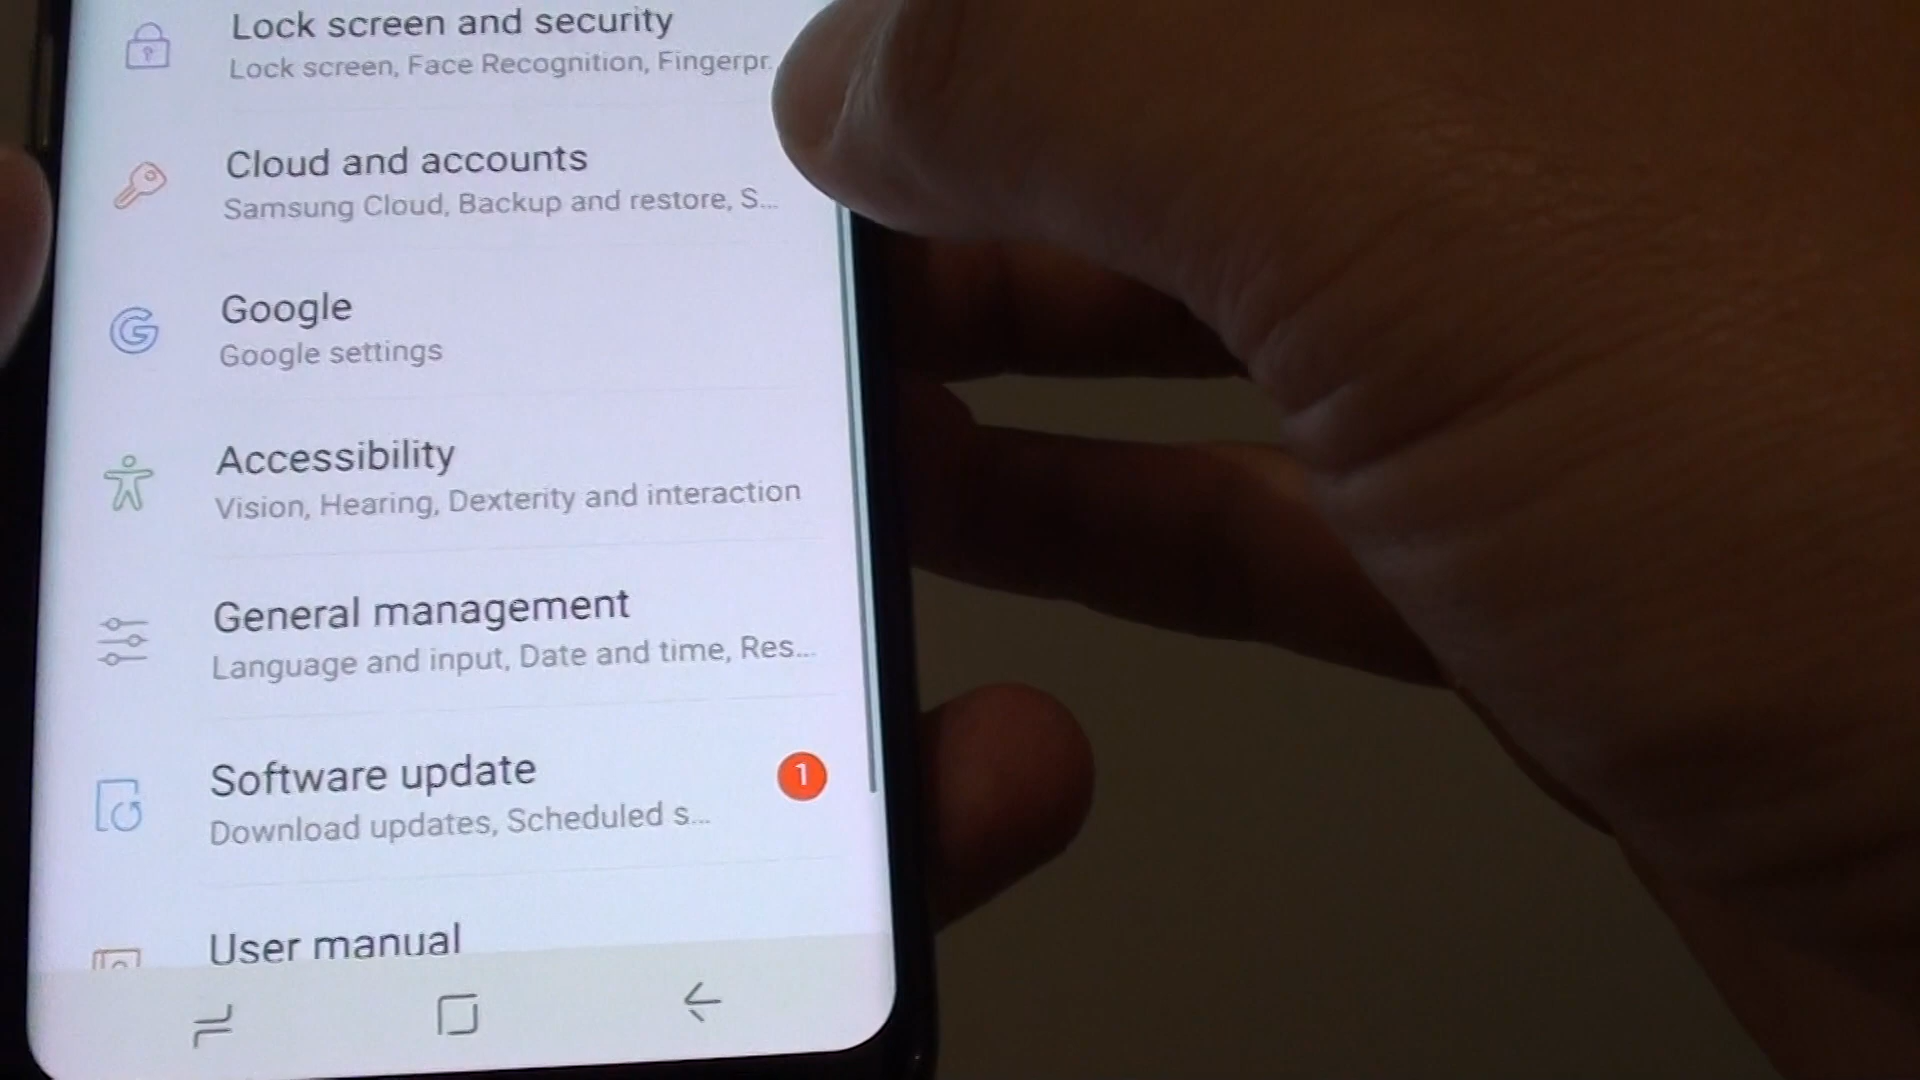 Lock screen and security
Lock screen, Face Recognition, Fingerpr.
Cloud and accounts
Samsung Cloud, Backup and restore, S...
Google
Google settings
Accessibility
Vision, Hearing, Dexterity and interaction
General management
Language and input, Date and time, Res...
Software update
1
Download updates, Scheduled s...
User manual